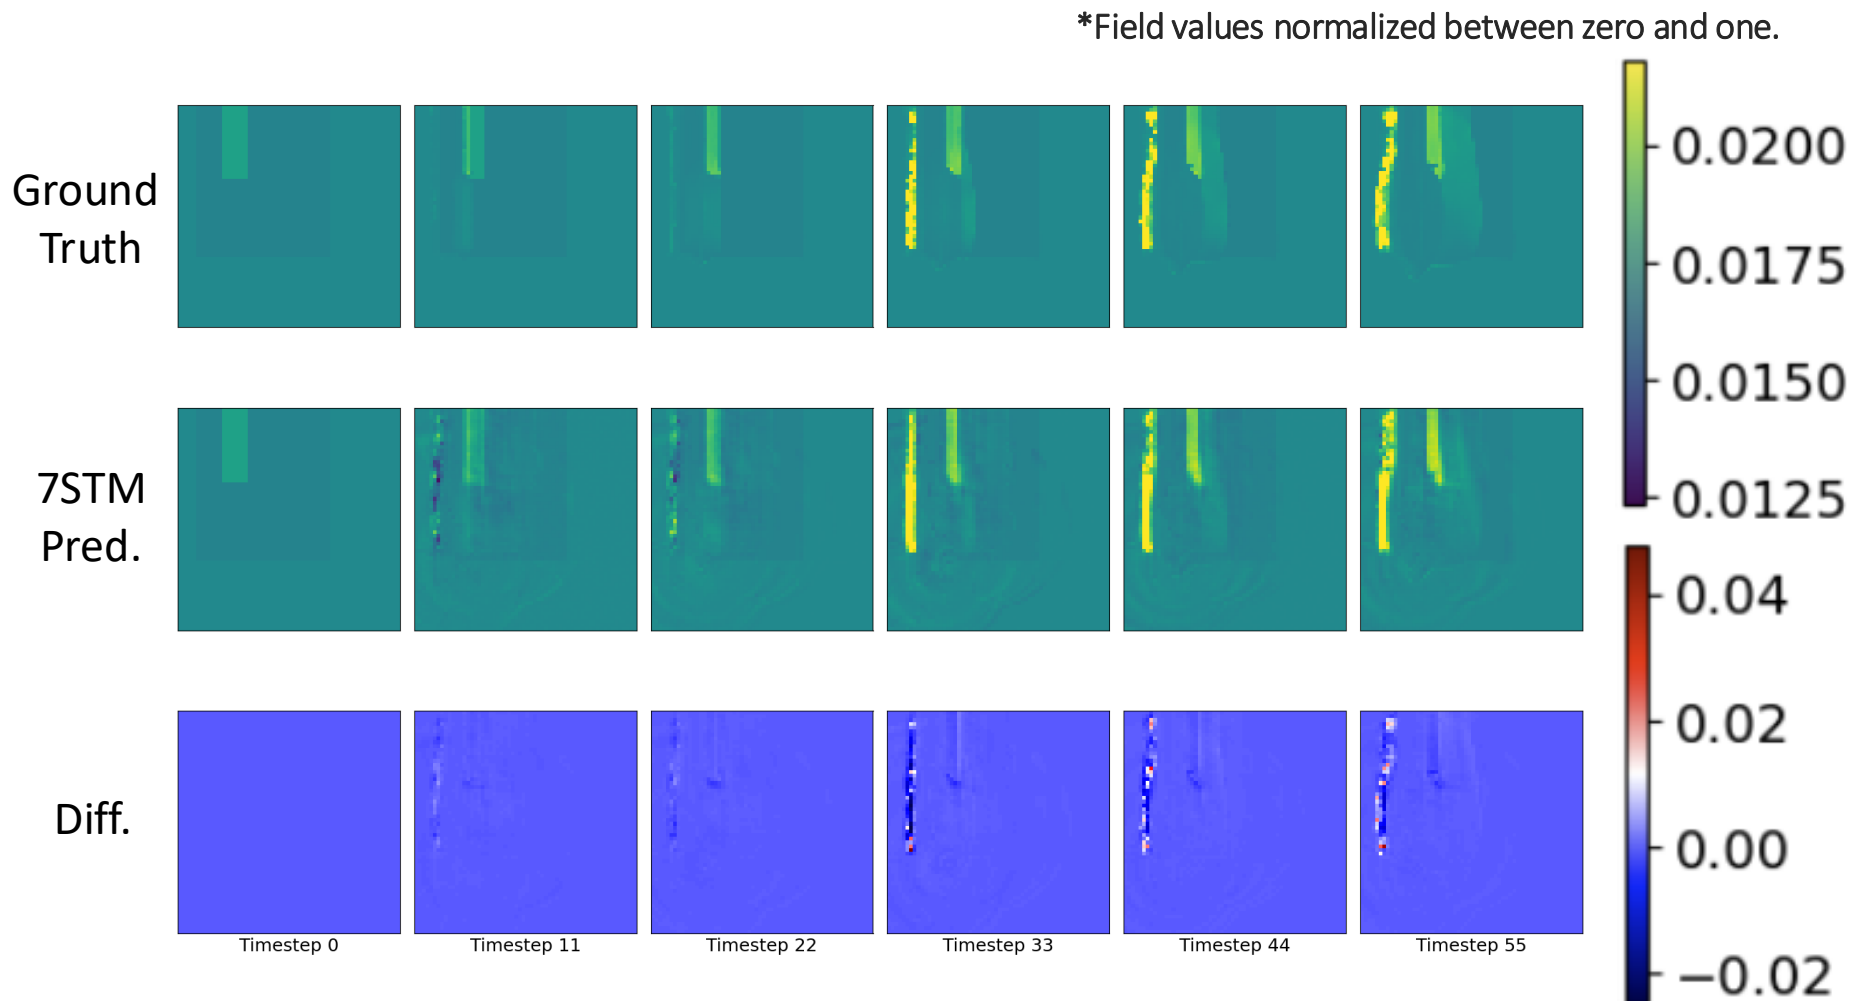 *Field values normalized between zero and one.
Ground
Truth
0.0200
0.0175
0.0150
0.0125
7STM
Pred.
0.04
0.02
0.00
−0.02
Diff.
Timestep 0
Timestep 11
Timestep 22
Timestep 33
Timestep 44
Timestep 55